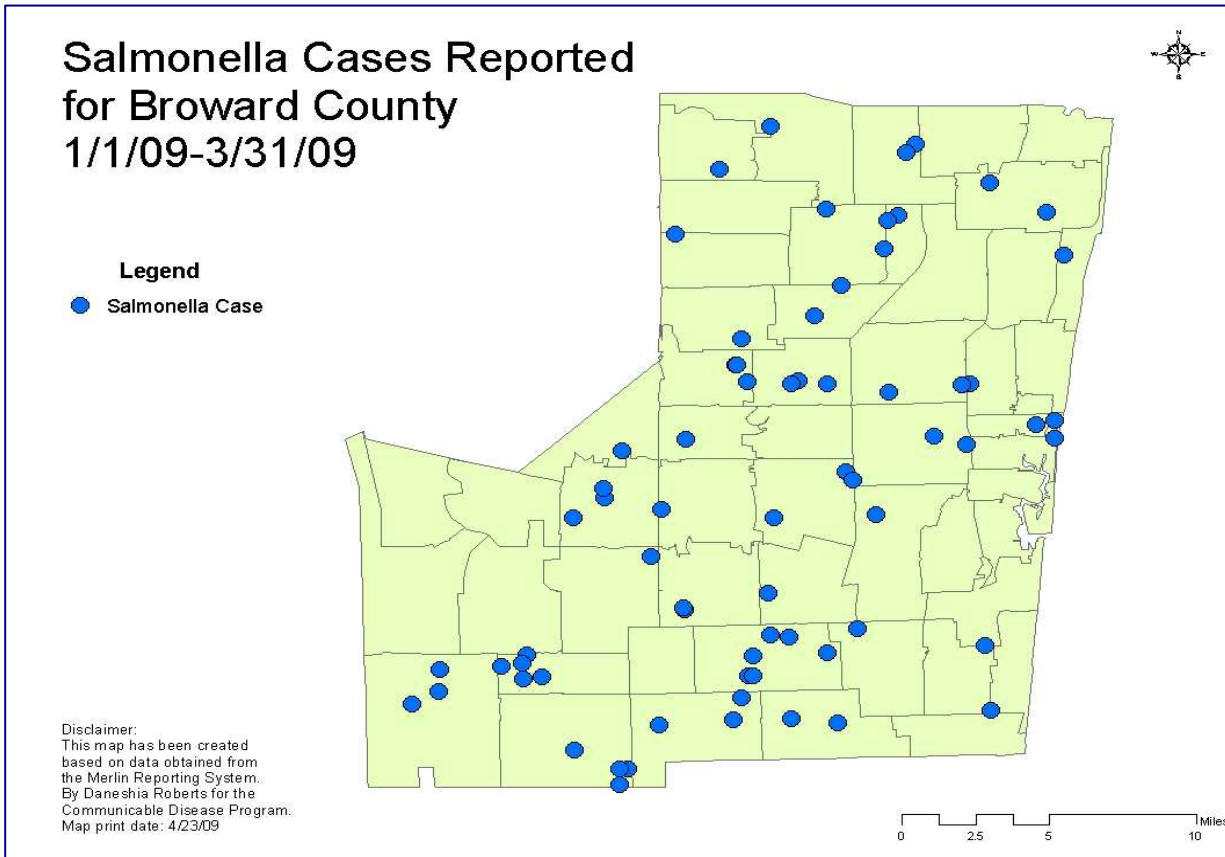 Salmonella Cases Reported
for Broward County
1/1/09-3/31/09
N
W E
S
Legend
Salmonella Case
Disclaimer:
This map has been created
based on data obtained from
the Merlin Reporting System.
By Daneshia Roberts for the
Communicable Disease Program.
Map print date: 4/23/09
Miles
0 2.5 5 10